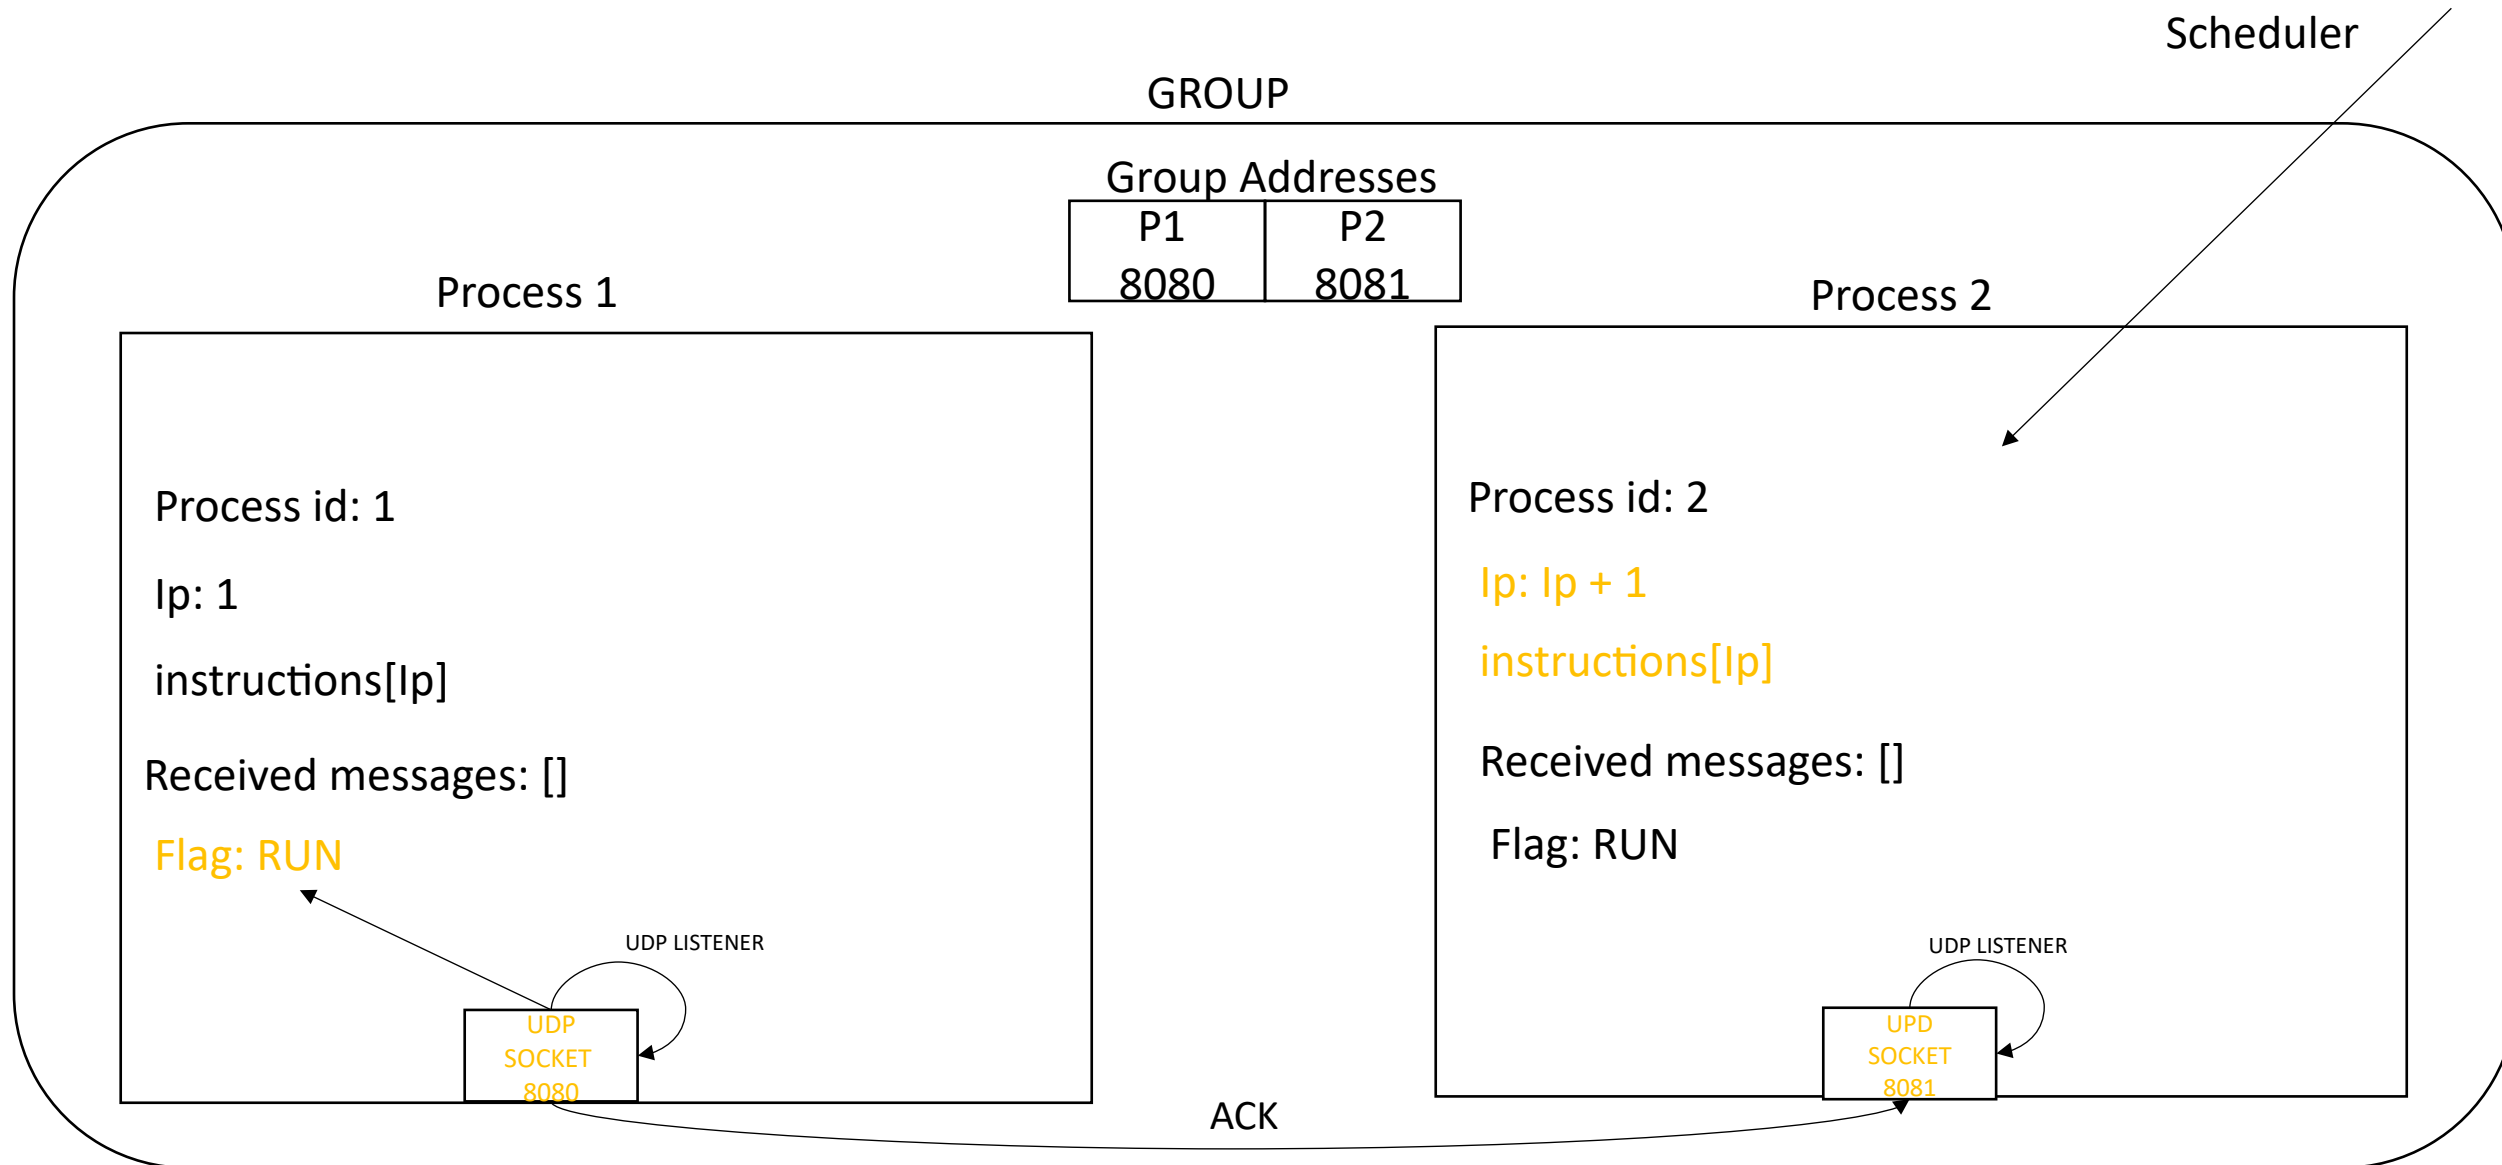 Scheduler
GROUP
Group Addresses
P1
8080
P2
8081
Process 1
Process 2
Process id: 1
Ip: 1
instructions[Ip]
Received messages: []
Flag: RUN
UDP LISTENER
UDP
SOCKET
8080
Process id: 2
Ip: Ip + 1
instructions[Ip]
Received messages: []
Flag: RUN
UDP LISTENER
UPD
SOCKET
8081
ACK